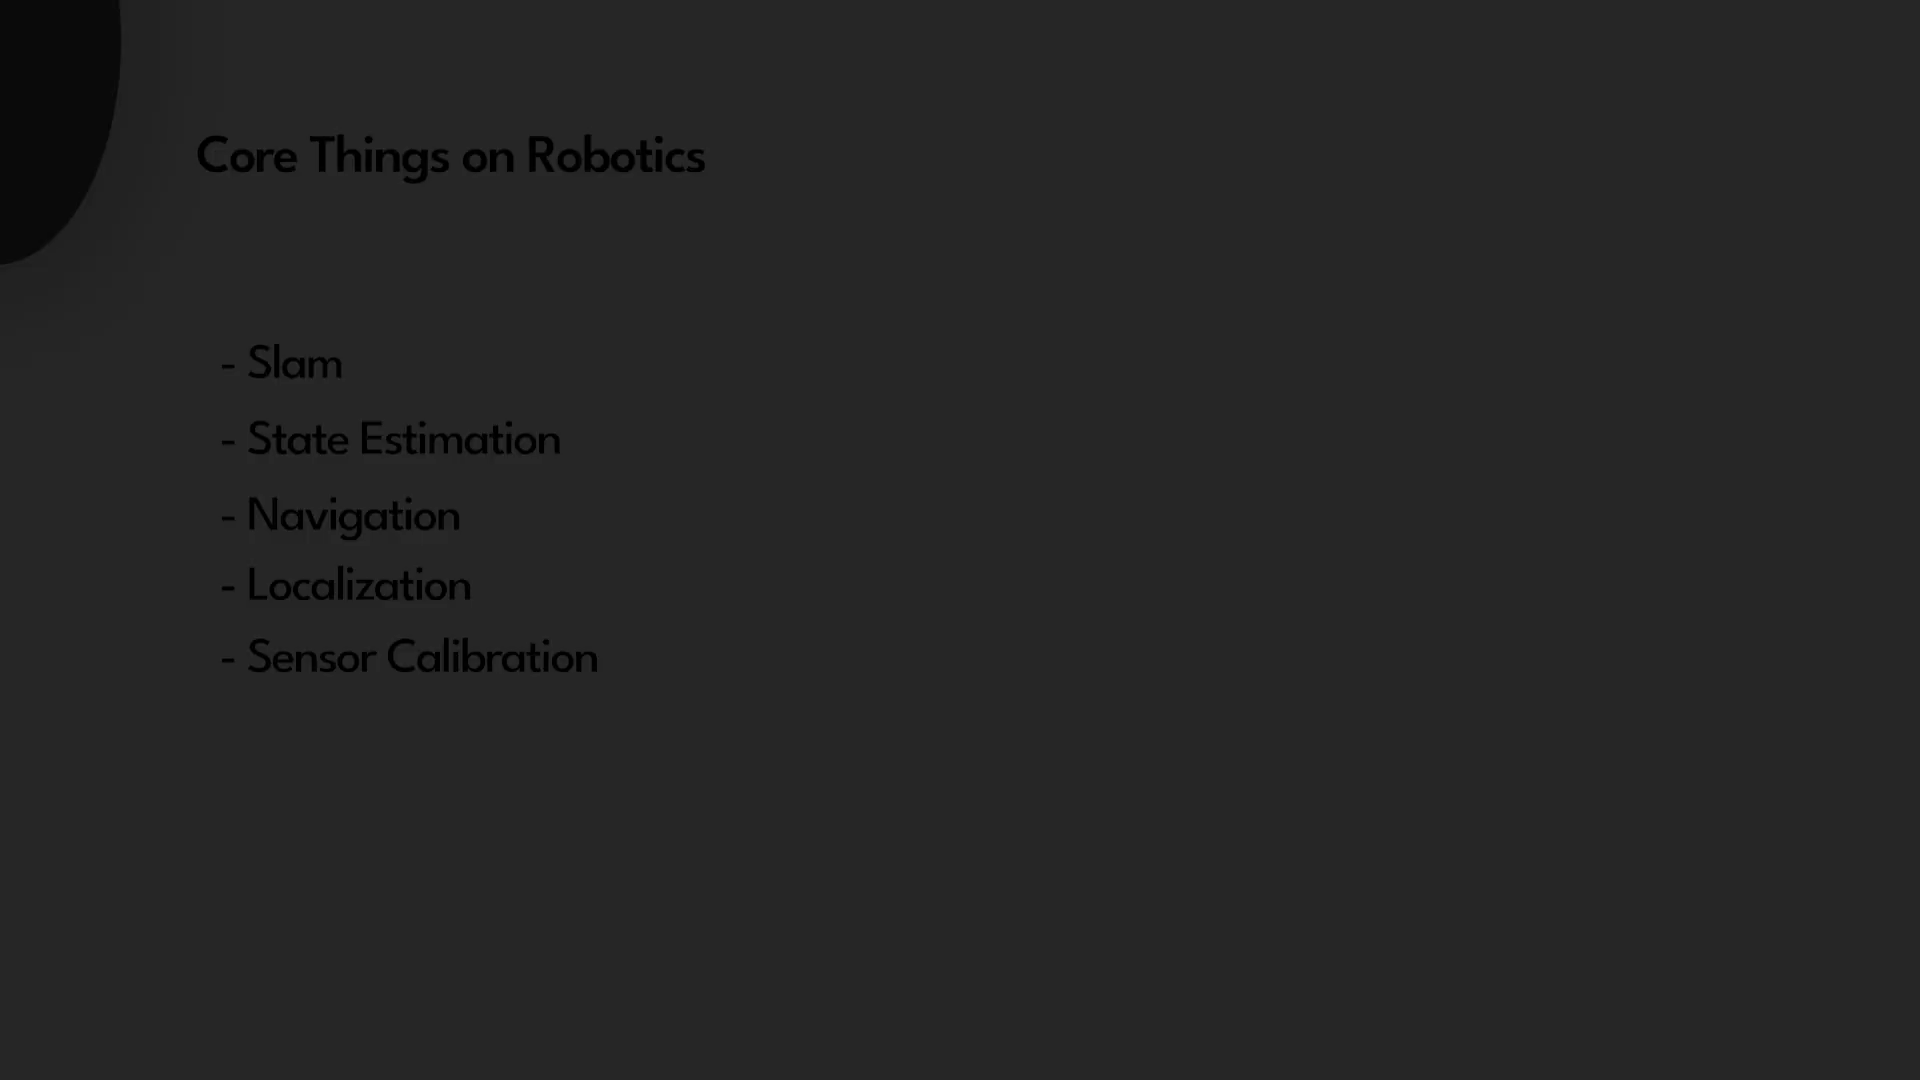 Core Things on Robotics
- Slam
- State Estimation
- Navigation
- Localization
- Sensor Calibration